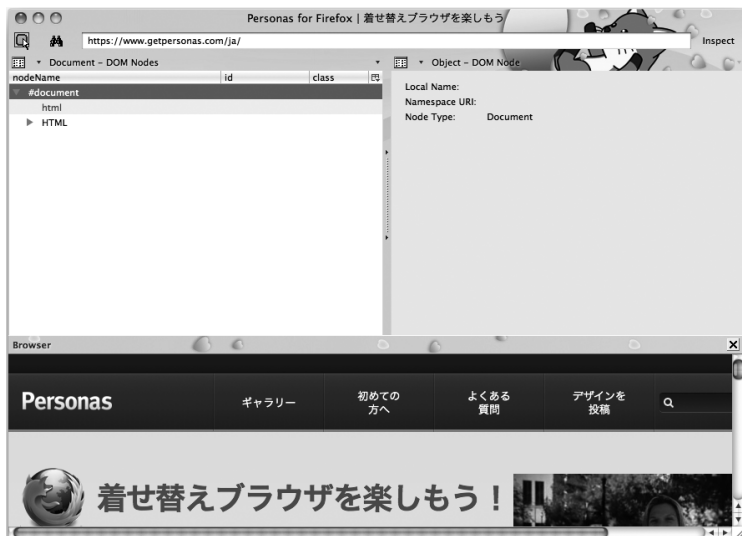 Personas for Firefox | 着せ替えブラウザを楽しもう
https://www.getpersonas.com/ja/
Inspect
Document – DOM Nodes
Object – DOM Node
nodeName id class
#document
html
HTML
Local Name:
Namespace URI:
Node Type: Document
Browser
Personas
ギャラリー
初めての
方へ
よくある
質問
デザインを
投稿
着せ替えブラウザを楽しもう！